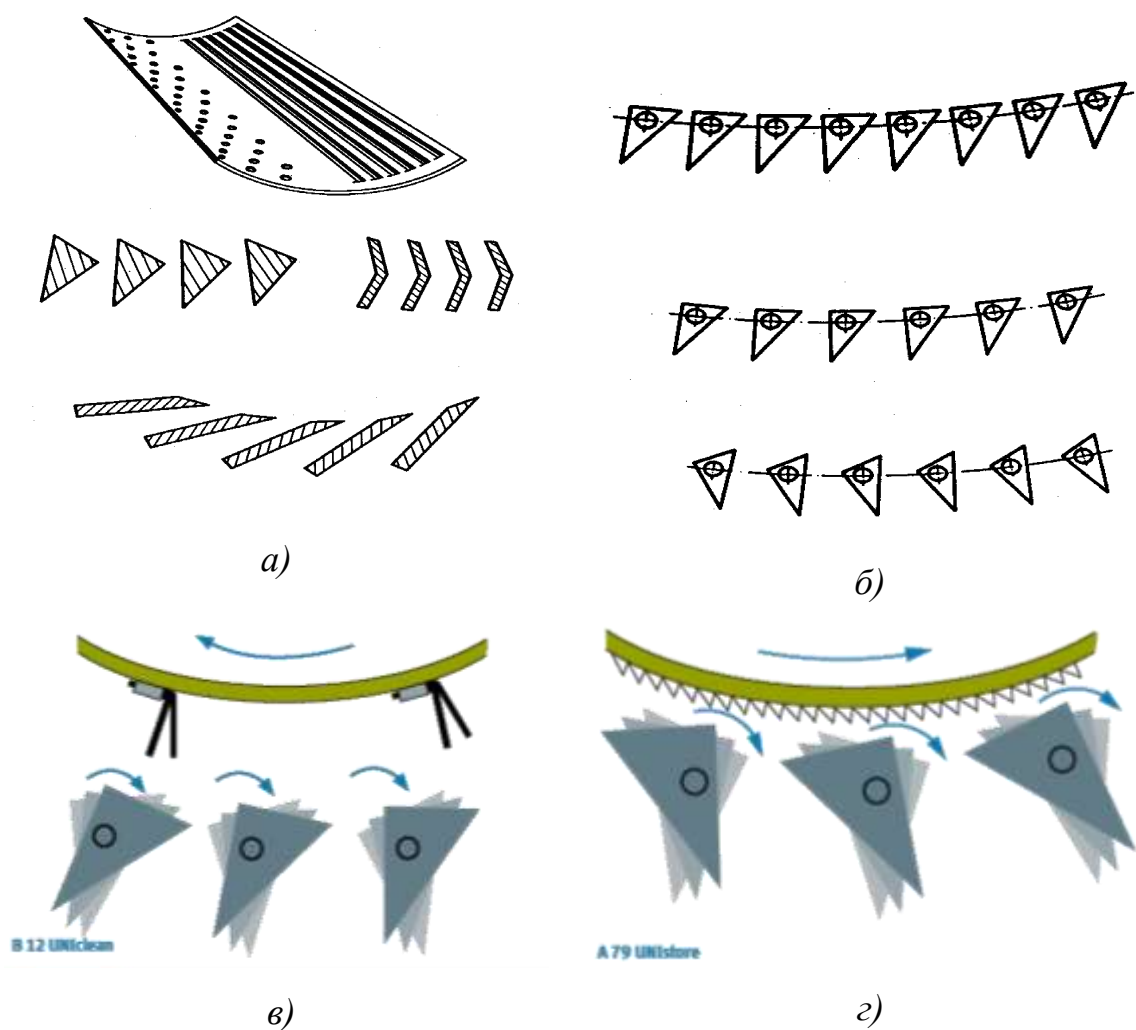 а)
б)
B 12 UNIclean
A 79 UNIstore
в)
г)